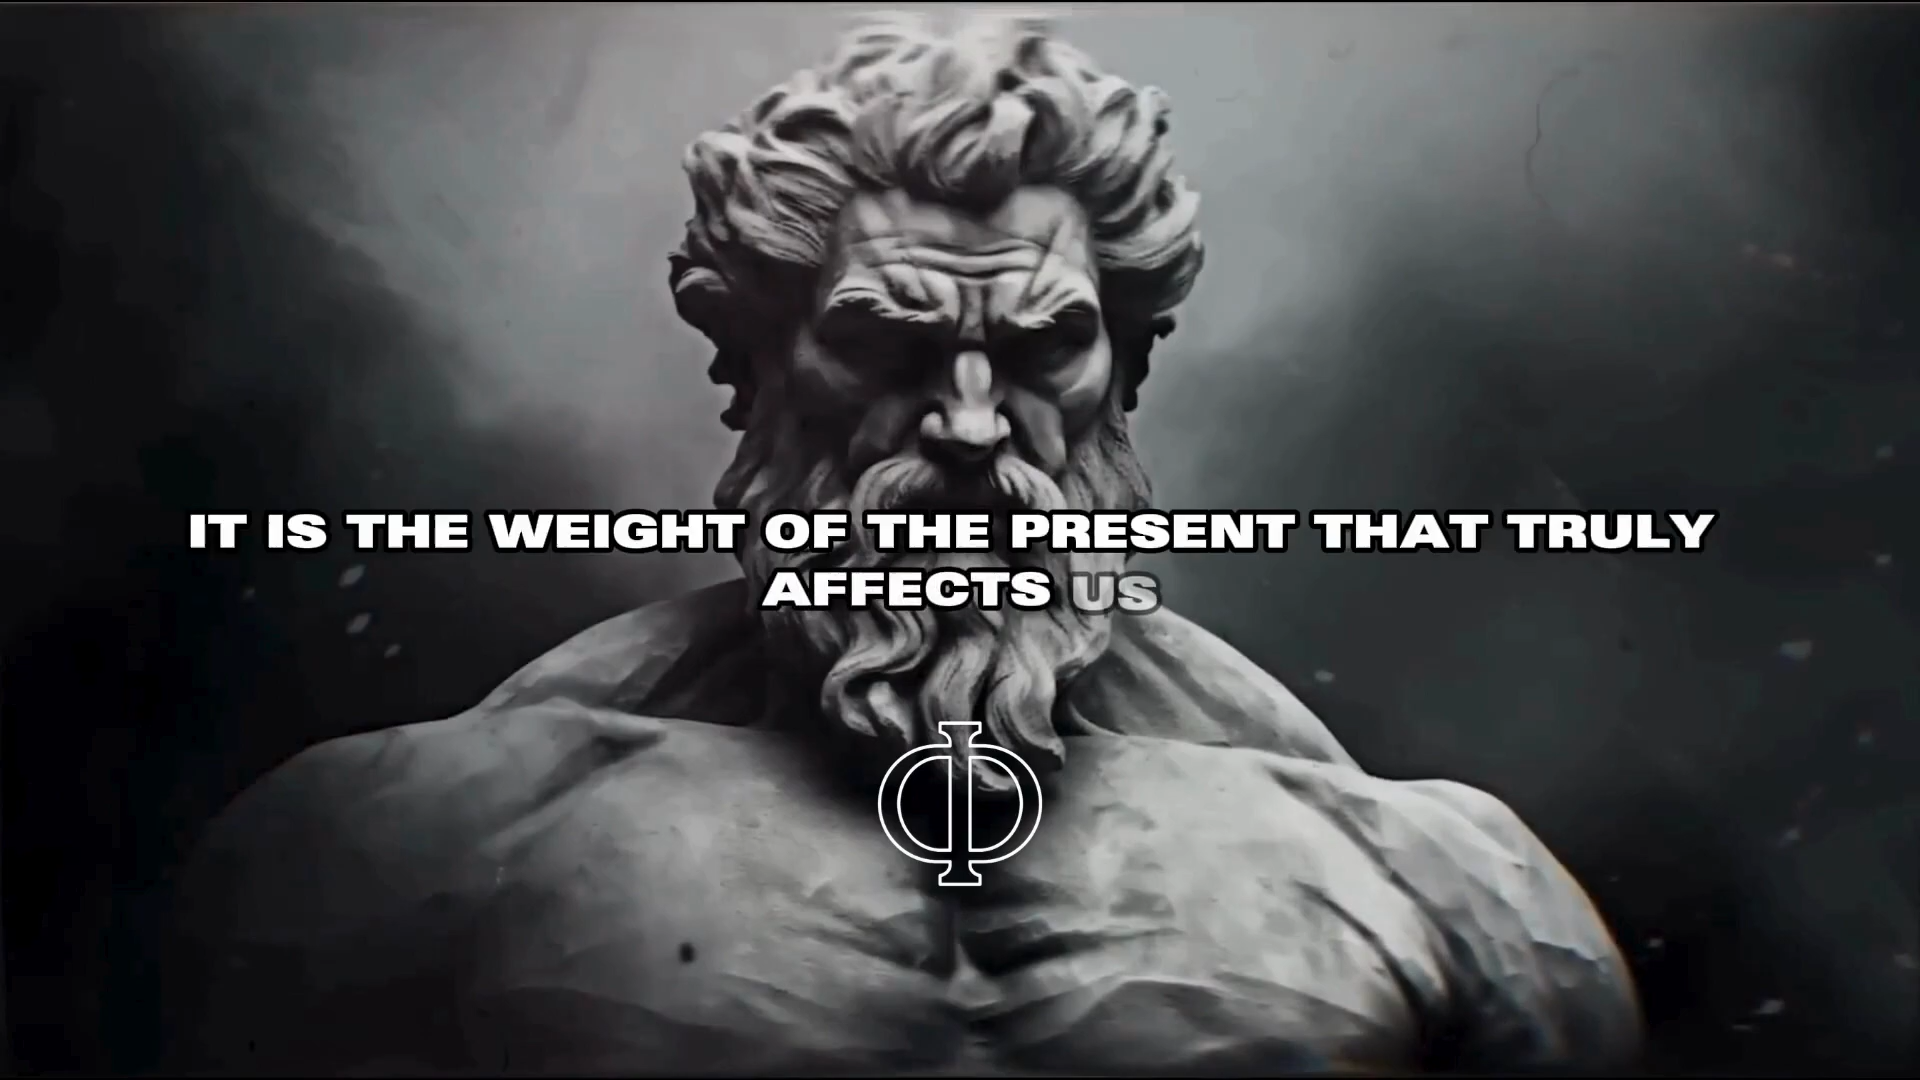 IT IS THE WEIGHT OF THE PRESENT THAT TRULY
AFFECTS US
Φ